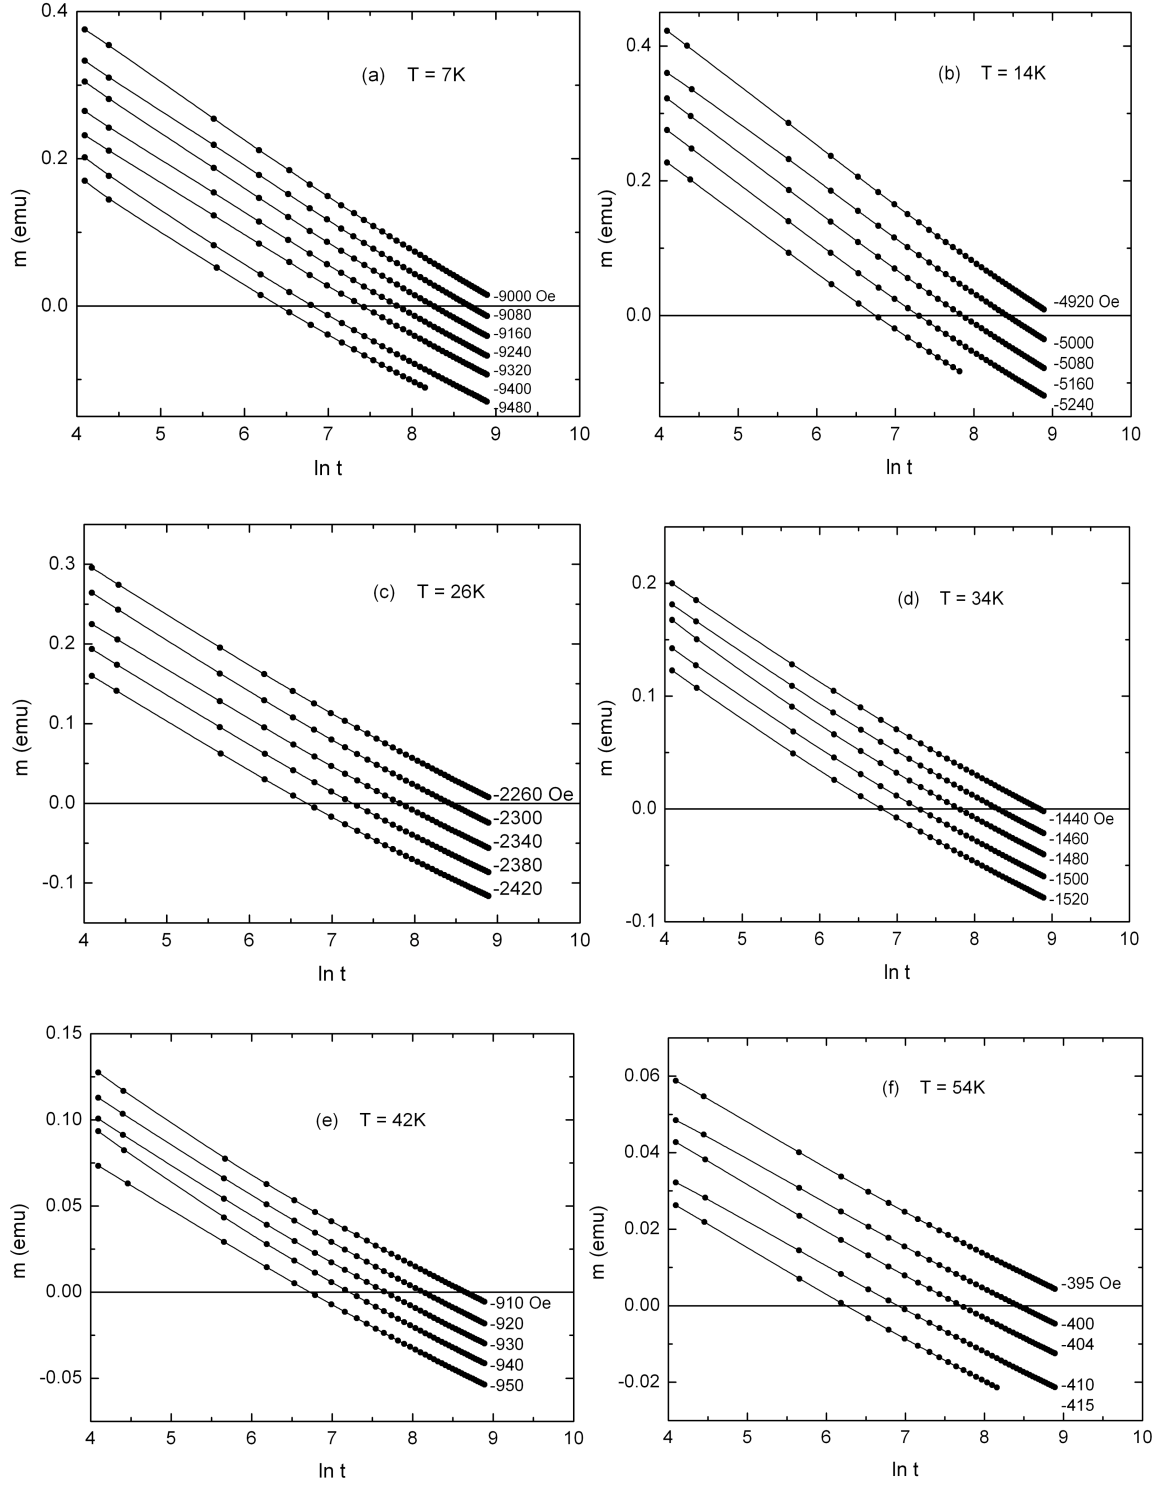 0.4
0.2
0.0
m (emu)
(a) T = 7K
-9000 Oe
-9080
-9160
-9240
-9320
-9400
-9480
4 5 6 7 8 9 10
ln t
0.4
0.2
0.0
m (emu)
(b) T = 14K
-4920 Oe
-5000
-5080
-5160
-5240
4 5 6 7 8 9 10
ln t
0.3
0.2
0.1
0.0
-0.1
m (emu)
(c) T = 26K
-2260 Oe
-2300
-2340
-2380
-2420
4 5 6 7 8 9 10
ln t
0.2
0.1
0.0
-0.1
m (emu)
(d) T = 34K
-1440 Oe
-1460
-1480
-1500
-1520
4 5 6 7 8 9 10
ln t
0.15
0.10
0.05
0.00
-0.05
m (emu)
(e) T = 42K
-910 Oe
-920
-930
-940
-950
4 5 6 7 8 9 10
ln t
0.06
0.04
0.02
0.00
-0.02
m (emu)
(f) T = 54K
-395 Oe
-400
-404
-410
-415
4 5 6 7 8 9 10
ln t